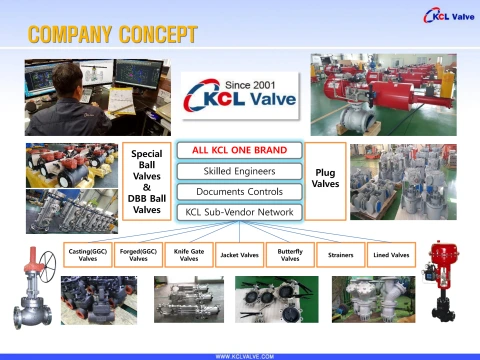 KCL Valve
COMPANY CONCEPT
Since 2001
KCL Valve
Special
Ball
Valves
&
DBB Ball
Valves
ALL KCL ONE BRAND
Skilled Engineers
Documents Controls
KCL Sub-Vendor Network
Plug
Valves
Casting(GGC)
Valves
Forged(GGC)
Valves
Knife Gate
Valves
Jacket Valves
Butterfly
Valves
Strainers
Lined Valves
WWW.KCLVALVE.COM